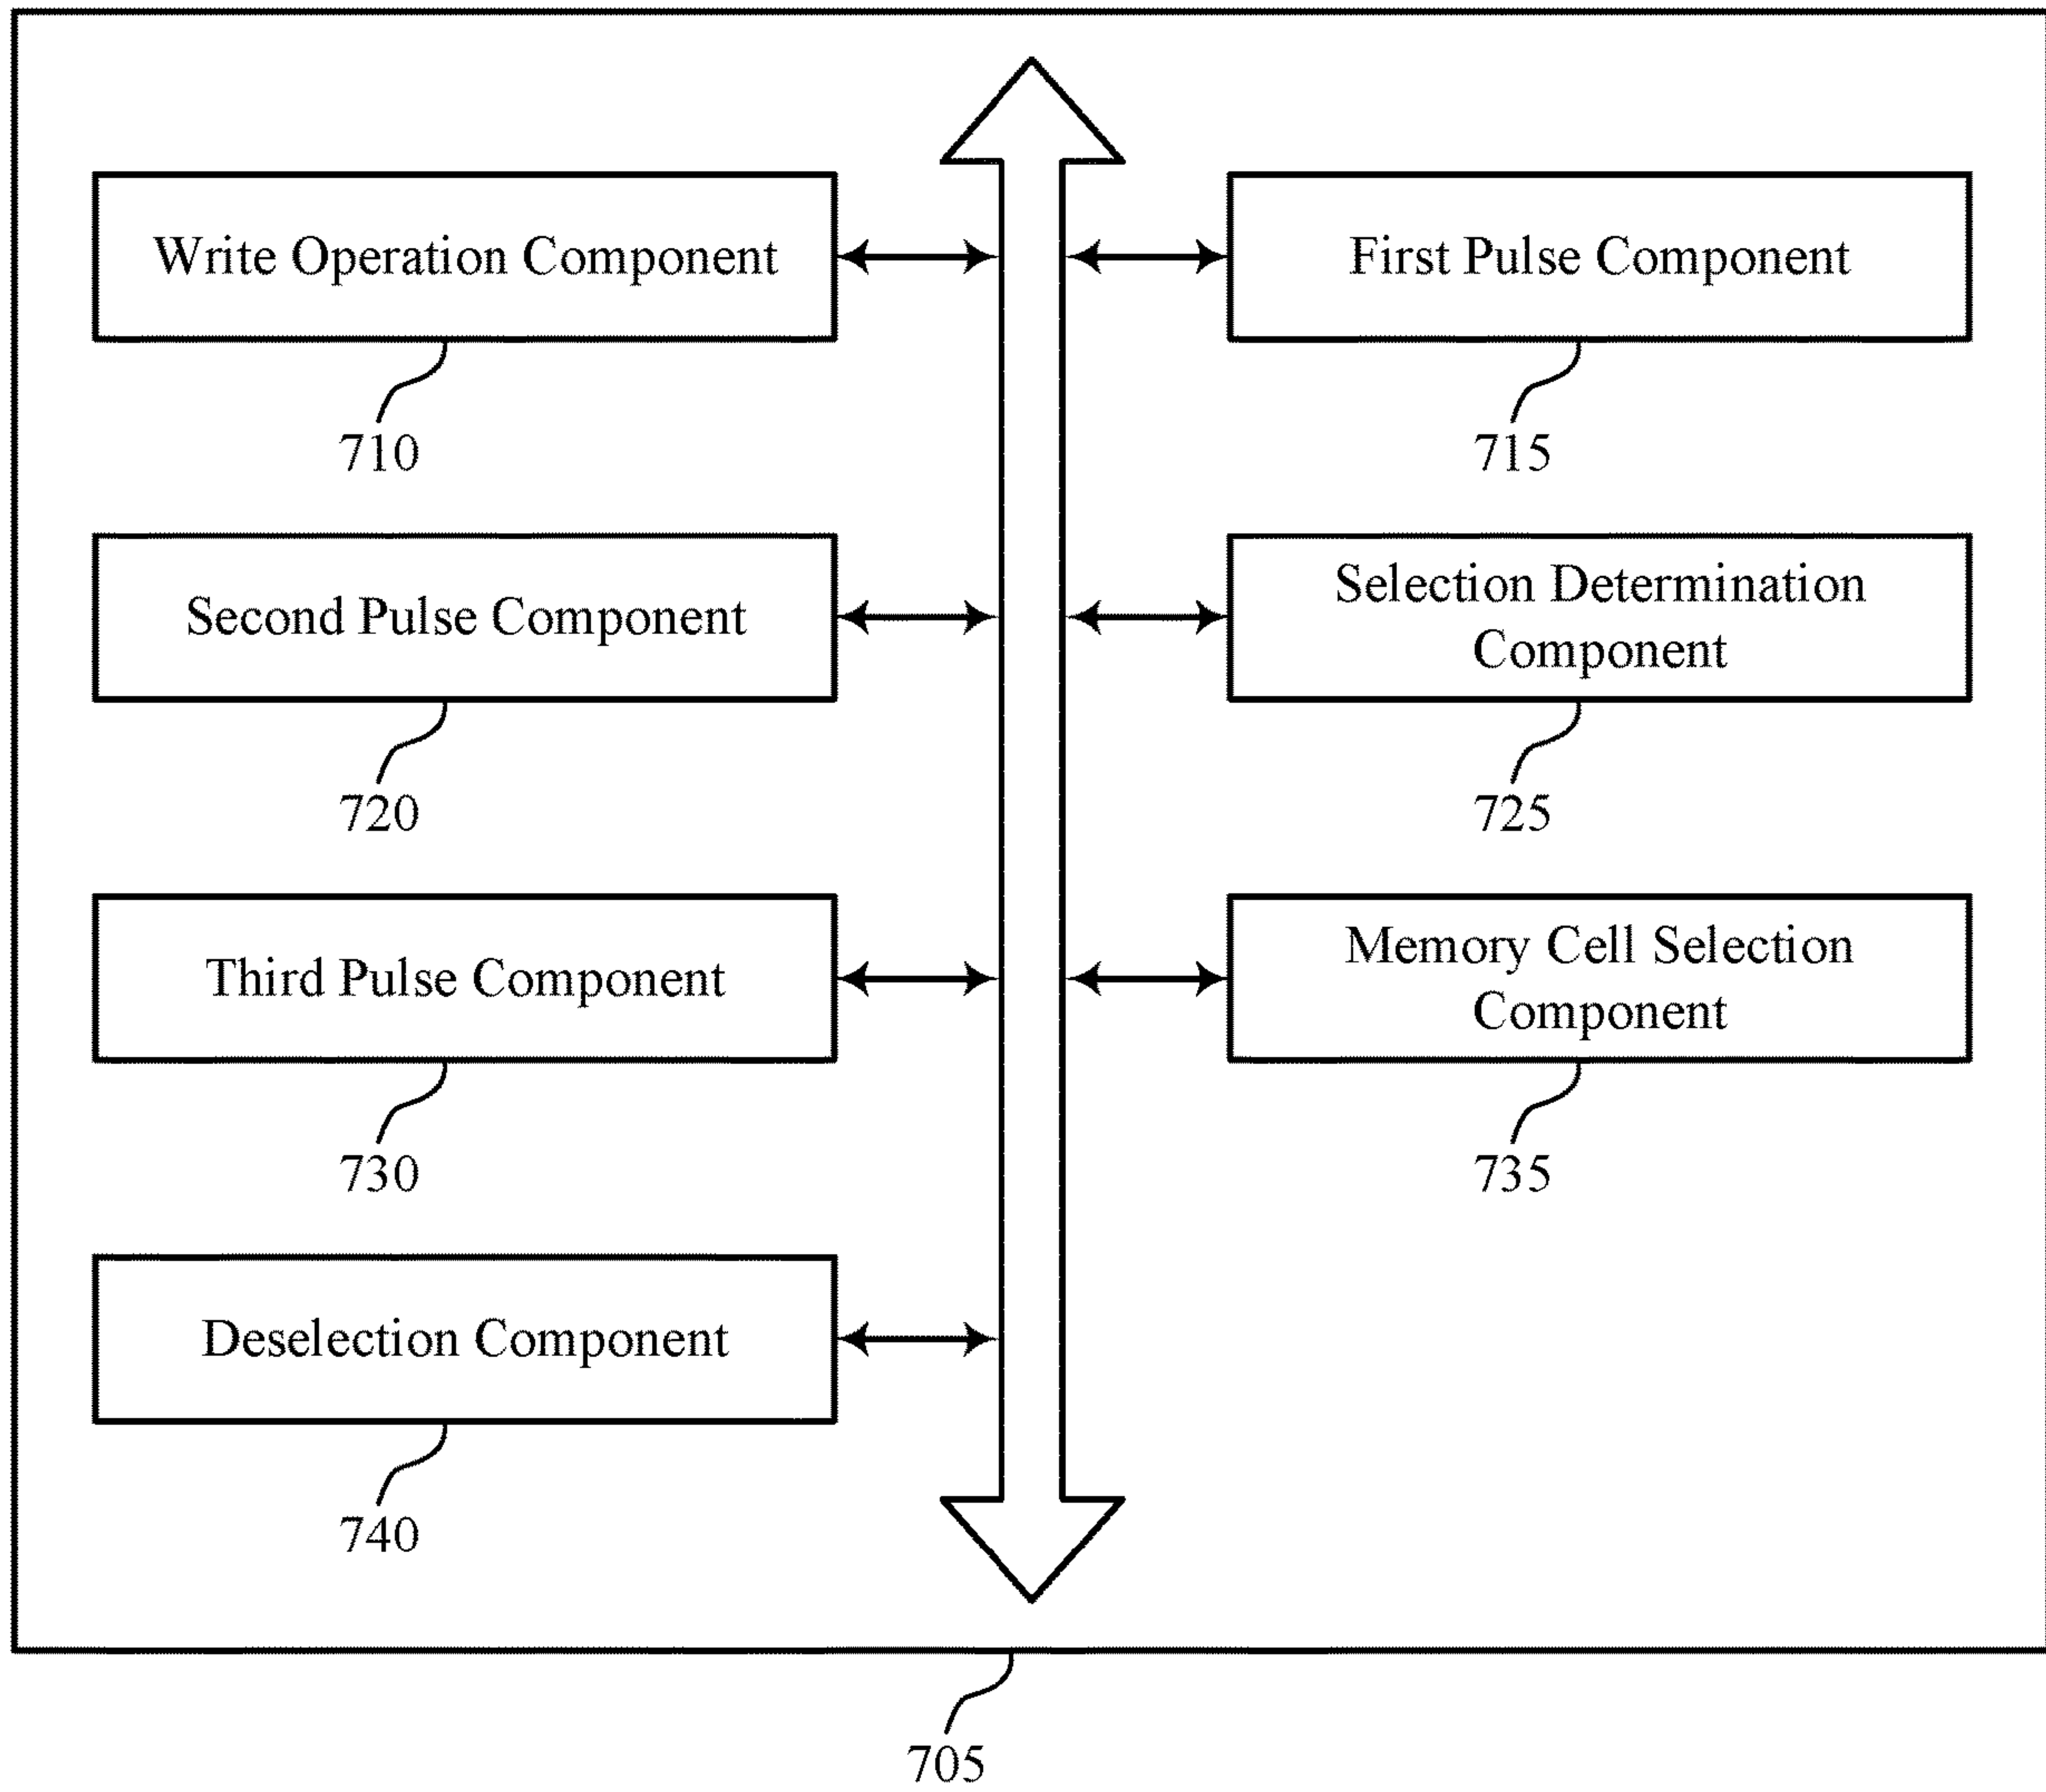 Write Operation Component
First Pulse Component
710
715
Second Pulse Component
Selection Determination
Component
720
725
Third Pulse Component
Memory Cell Selection
Component
730
735
Deselection Component
740
705